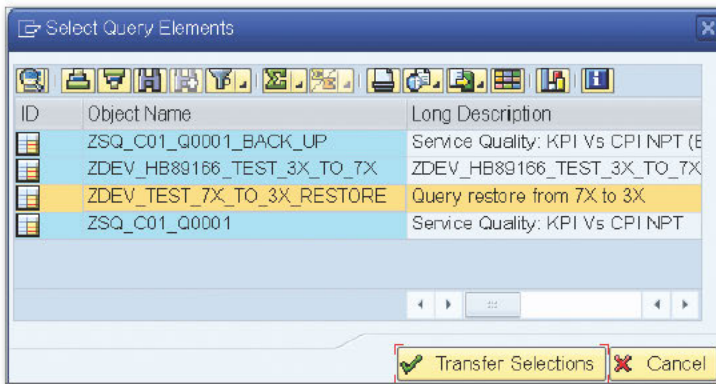 Select Query Elements
ID Object Name Long Description
ZSQ_C01_Q0001_BACK_UP Service Quality: KPI Vs CPI NPT (E
ZDEV_HB89166_TEST_3X_TO_7X ZDEV_HB89166_TEST_3X_TO_7X
ZDEV_TEST_7X_TO_3X_RESTORE Query restore from 7X to 3X
ZSQ_C01_Q0001 Service Quality: KPI Vs CPI NPT
Transfer Selections Cancel